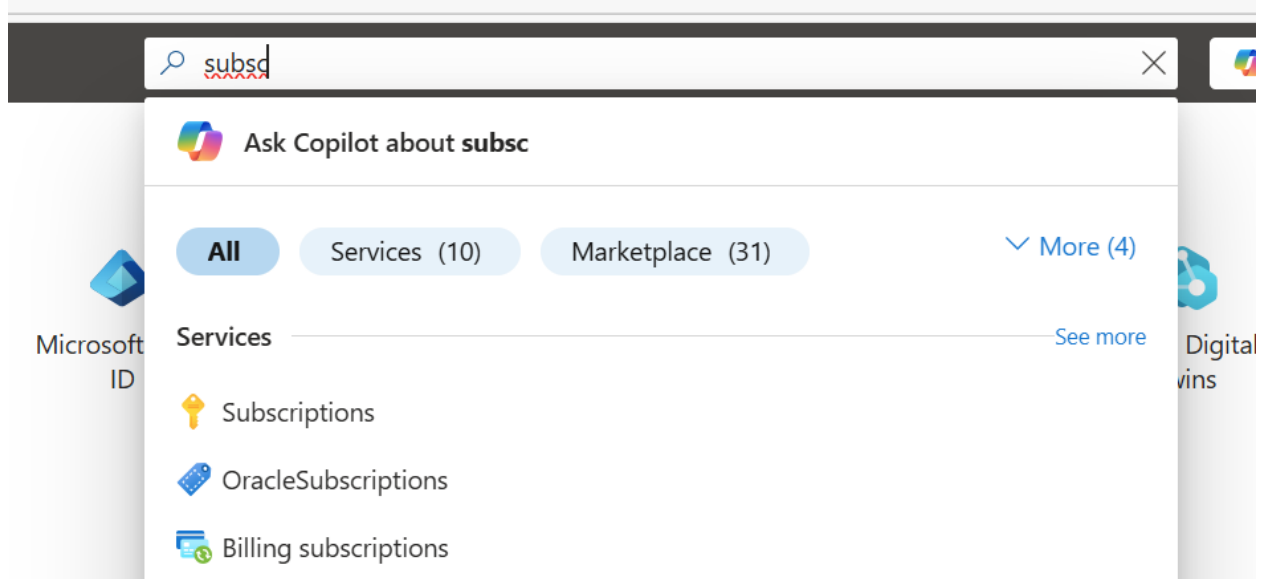 subsc
Ask Copilot about subsc
All
Services (10)
Marketplace (31)
More (4)
Services
See more
Microsoft
ID
Digital
wins
Subscriptions
OracleSubscriptions
Billing subscriptions